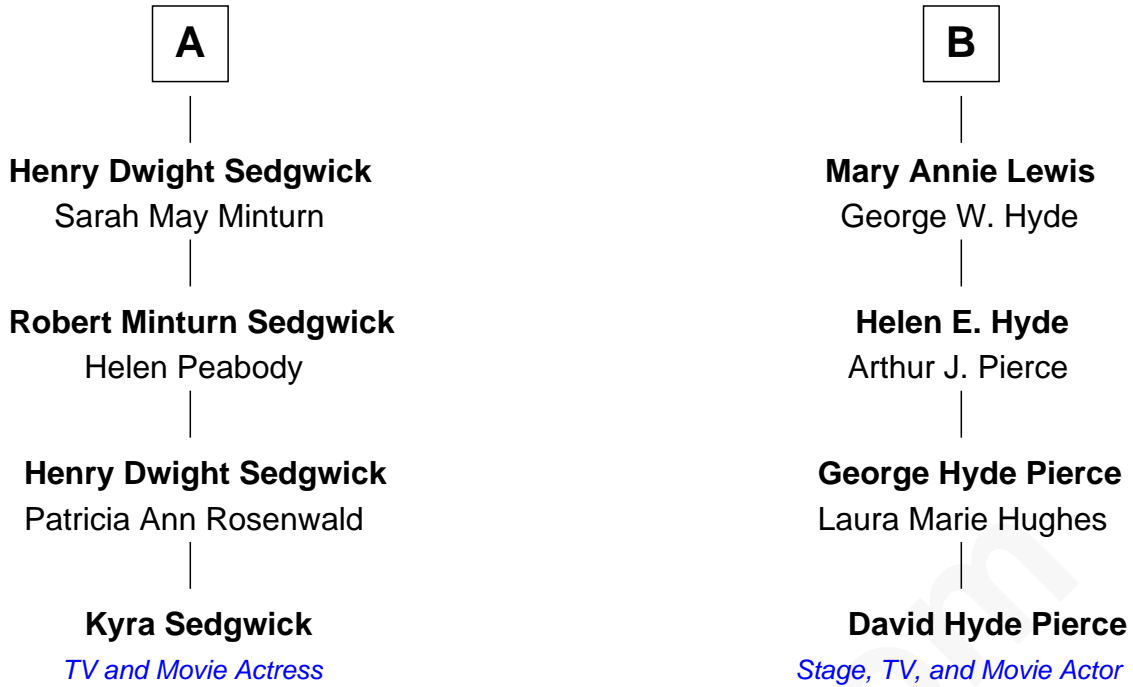 A
Henry Dwight Sedgwick
Sarah May Minturn
Robert Minturn Sedgwick
Helen Peabody
Henry Dwight Sedgwick
Patricia Ann Rosenwald
Kyra Sedgwick
TV and Movie Actress
B
Mary Annie Lewis
George W. Hyde
Helen E. Hyde
Arthur J. Pierce
George Hyde Pierce
Laura Marie Hughes
David Hyde Pierce
Stage, TV, and Movie Actor